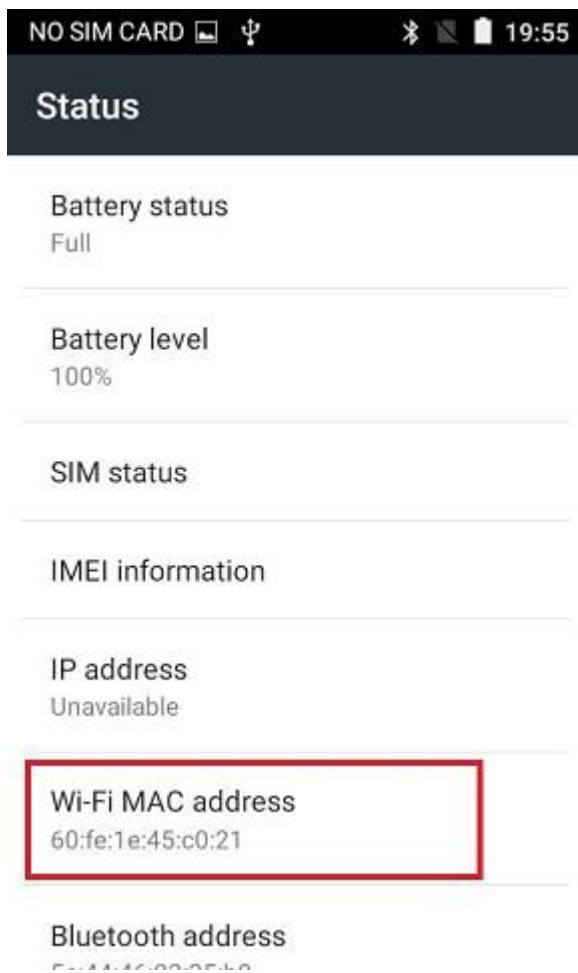 NO SIM CARD 19:55
Status
Battery status
Full
Battery level
100%
SIM status
IMEI information
IP address
Unavailable
Wi-Fi MAC address
60:fe:1e:45:c0:21
Bluetooth address